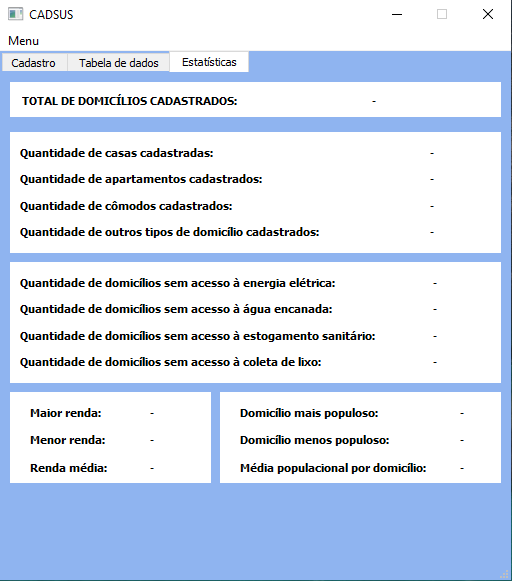 CADSUS
Menu
Cadastro Tabela de dados Estatísticas
TOTAL DE DOMICÍLIOS CADASTRADOS: -
Quantidade de casas cadastradas: -
Quantidade de apartamentos cadastrados: -
Quantidade de cômodos cadastrados: -
Quantidade de outros tipos de domicílio cadastrados: -
Quantidade de domicílios sem acesso à energia elétrica: -
Quantidade de domicílios sem acesso à água encanada: -
Quantidade de domicílios sem acesso à estogamento sanitário: -
Quantidade de domicílios sem acesso à coleta de lixo: -
Maior renda: -
Menor renda: -
Renda média: -
Domicílio mais populoso: -
Domicílio menos populoso: -
Média populacional por domicílio: -